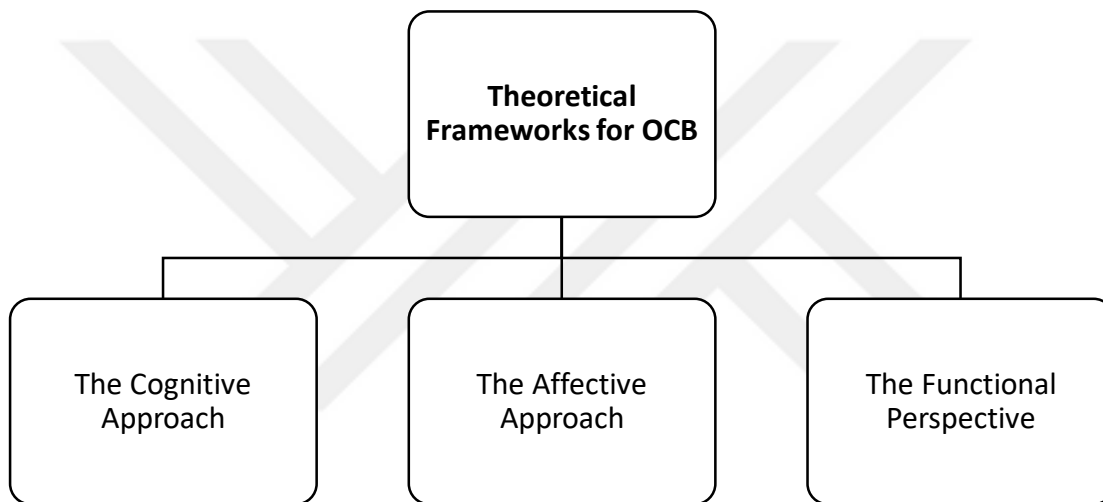 Theoretical
Frameworks for OCB
The Cognitive
Approach
The Affective
Approach
The Functional
Perspective